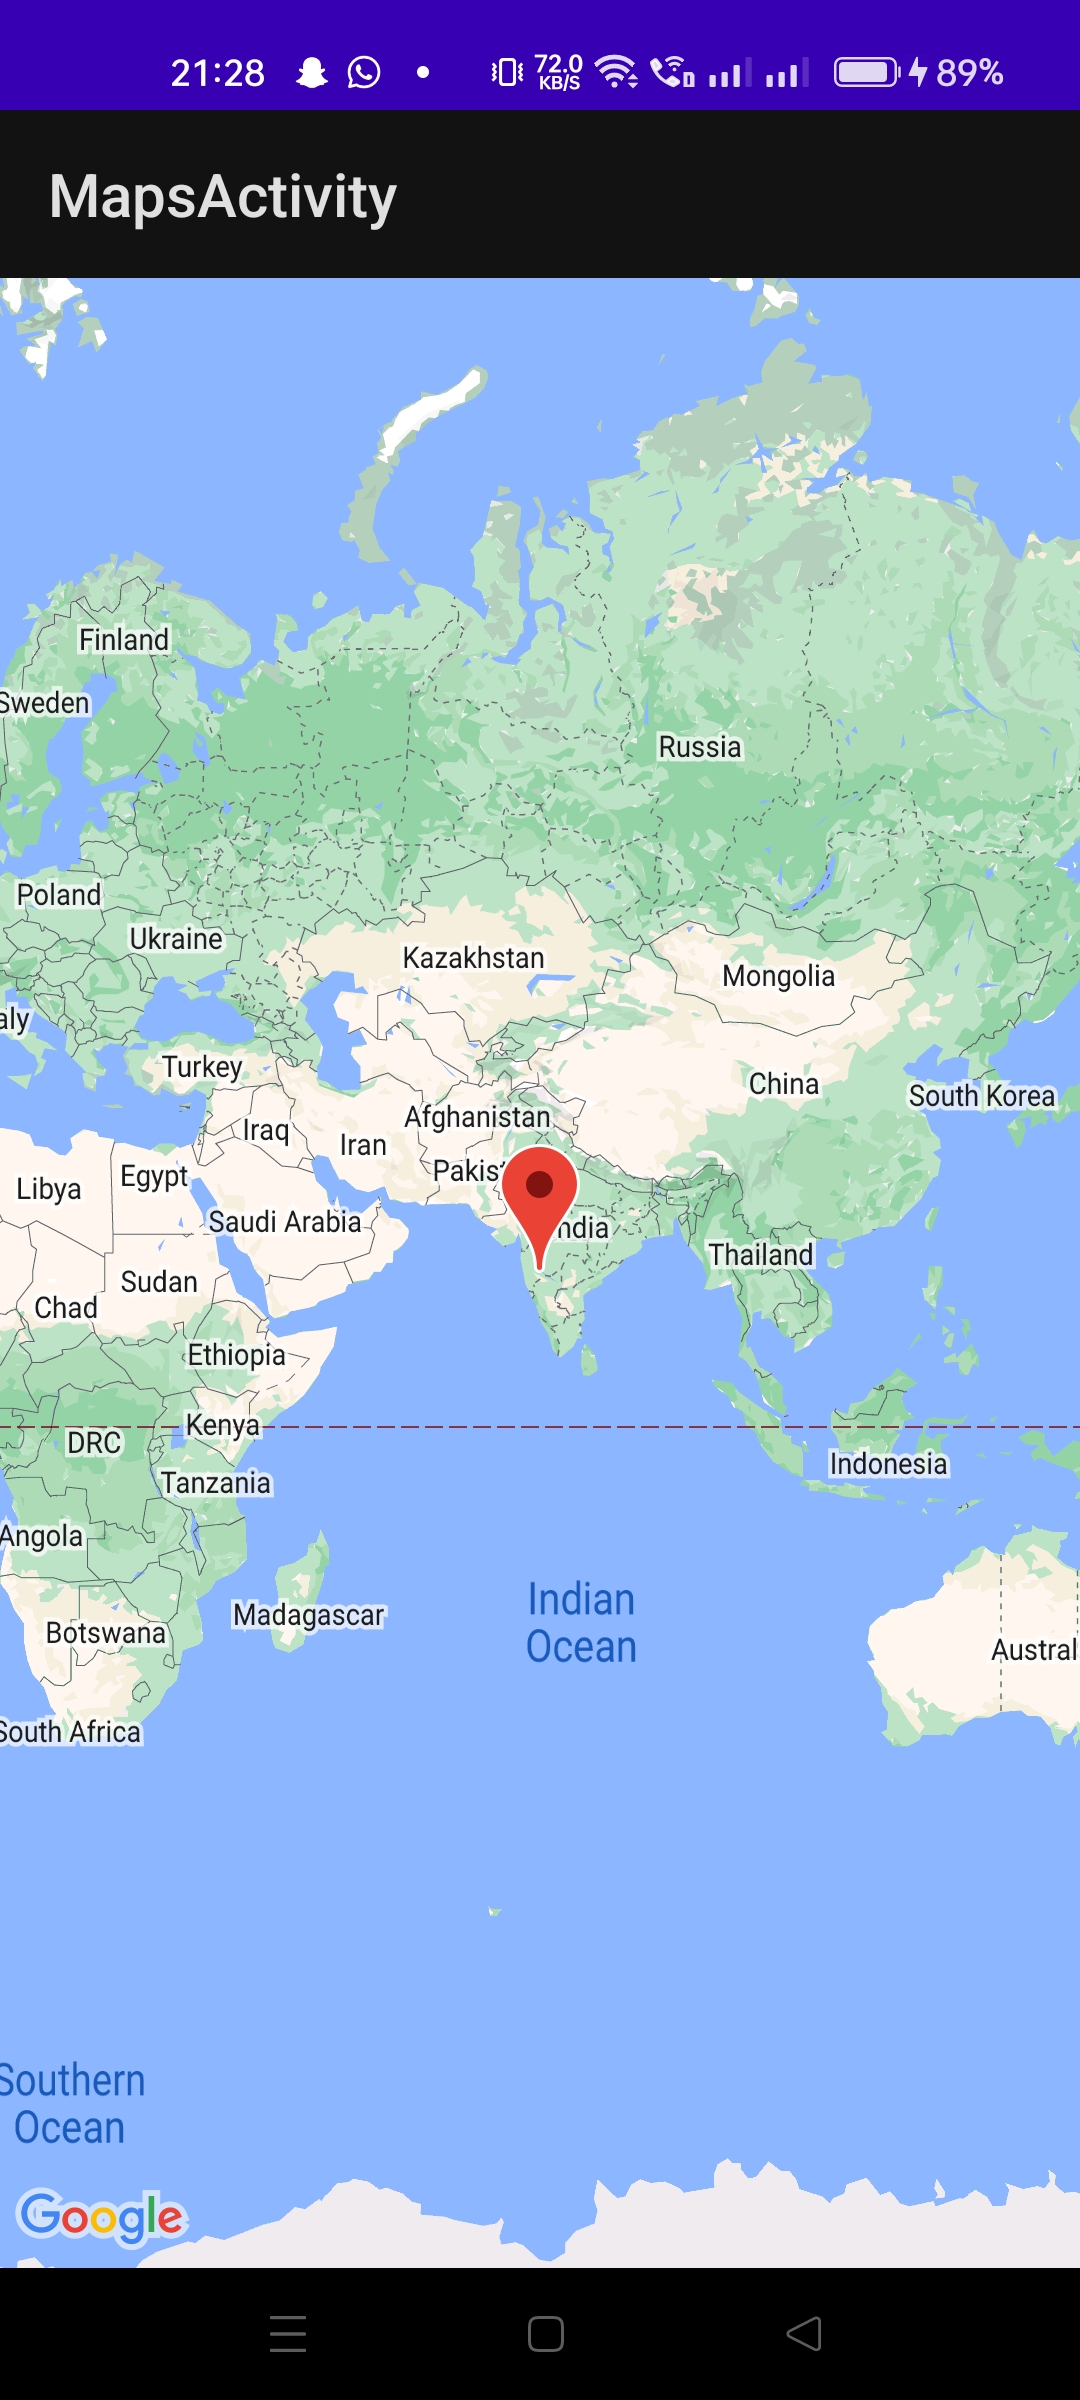 21:28 72.0 KB/S 89%
MapsActivity
Finland
Sweden
Russia
Poland
Ukraine
Kazakhstan
Mongolia
aly
Turkey
China
South Korea
Afghanistan
Iraq
Iran
Pakis
Egypt
Libya
Saudi Arabia
ndia
Thailand
Sudan
Chad
Ethiopia
Kenya
DRC
Indonesia
Tanzania
Angola
Indian
Ocean
Madagascar
Botswana
Austral
South Africa
Southern
Ocean
Google